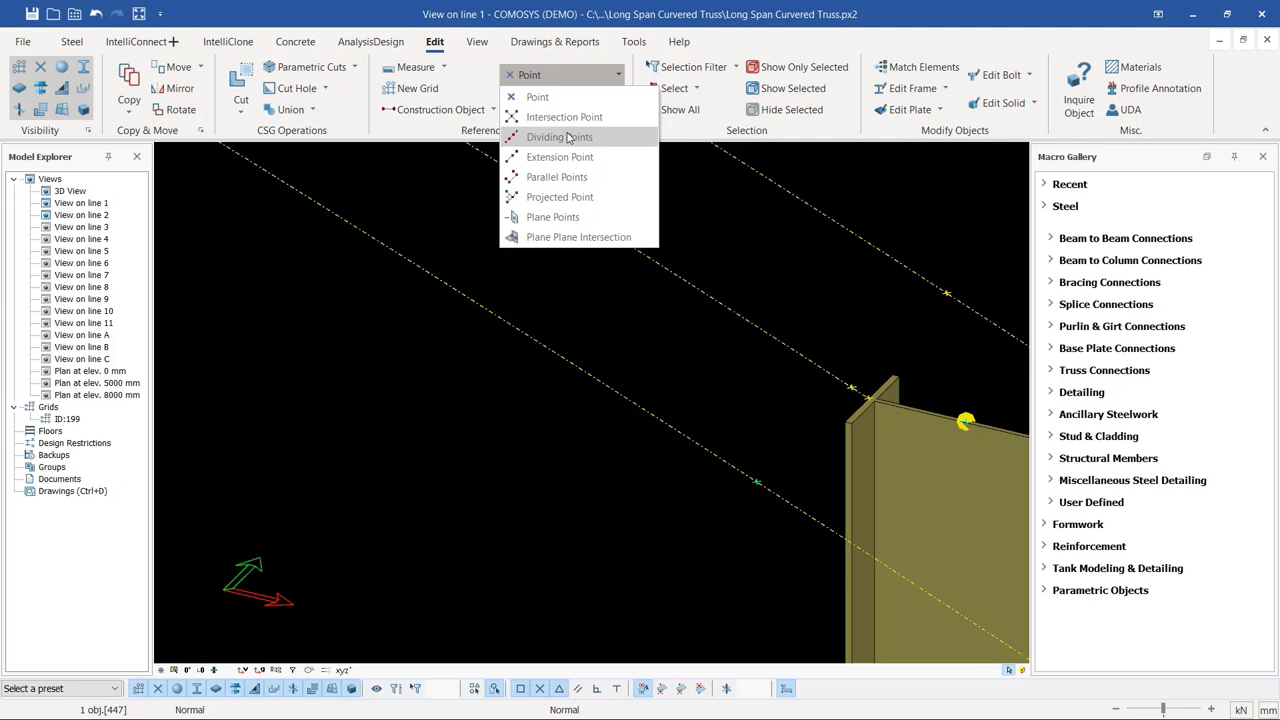 View on line 1 - COMOSYS (DEMO) - C:\...\Long Span Curvered Truss\Long Span Curvered Truss.px2
File
Steel
IntelliConnect
IntelliClone
Concrete
AnalysisDesign
Edit
View
Drawings & Reports
Tools
Help
Visibility
Copy
Move
Mirror
Rotate
Copy & Move
Cut
Parametric Cuts
Cut Hole
Union
CSG Operations
Measure
New Grid
Construction Object
Point
Point
Intersection Point
Dividing Points
Extension Point
Parallel Points
Projected Point
Plane Points
Plane Plane Intersection
Selection Filter
Select
Show Only Selected
Show Selected
Hide Selected
Selection
Match Elements
Edit Frame
Edit Plate
Edit Bolt
Edit Solid
Modify Objects
Inquire Object
Materials
Profile Annotation
UDA
Misc.
Model Explorer
Views
3D View
View on line 1
View on line 2
View on line 3
View on line 4
View on line 5
View on line 6
View on line 7
View on line 8
View on line 9
View on line 10
View on line 11
View on line A
View on line B
View on line C
Plan at elev. 0 mm
Plan at elev. 5000 mm
Plan at elev. 8000 mm
Grids
ID:199
Floors
Design Restrictions
Backups
Groups
Documents
Drawings (Ctrl+D)
Macro Gallery
Recent
Steel
Beam to Beam Connections
Beam to Column Connections
Bracing Connections
Splice Connections
Purlin & Girt Connections
Base Plate Connections
Truss Connections
Detailing
Ancillary Steelwork
Stud & Cladding
Structural Members
Miscellaneous Steel Detailing
User Defined
Formwork
Reinforcement
Tank Modeling & Detailing
Parametric Objects
xyz
Select a preset
1 obj.[447]
Normal
Normal
kN
mm